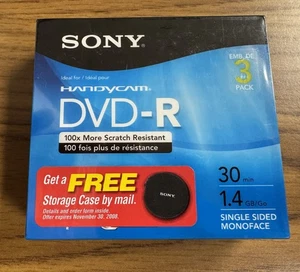 SONY
EMB. DE
3
PACK
Ideal For / Idéal pour
HANDYCAM
DVD-R
100x More Scratch Resistant
100 fois plus de résistance
Get a FREE
Storage Case by mail
Details and entry form inside.
Offer expires November 30, 2008.
SONY
30 min
1.4 GB/Go
SINGLE SIDED
MONOFACE